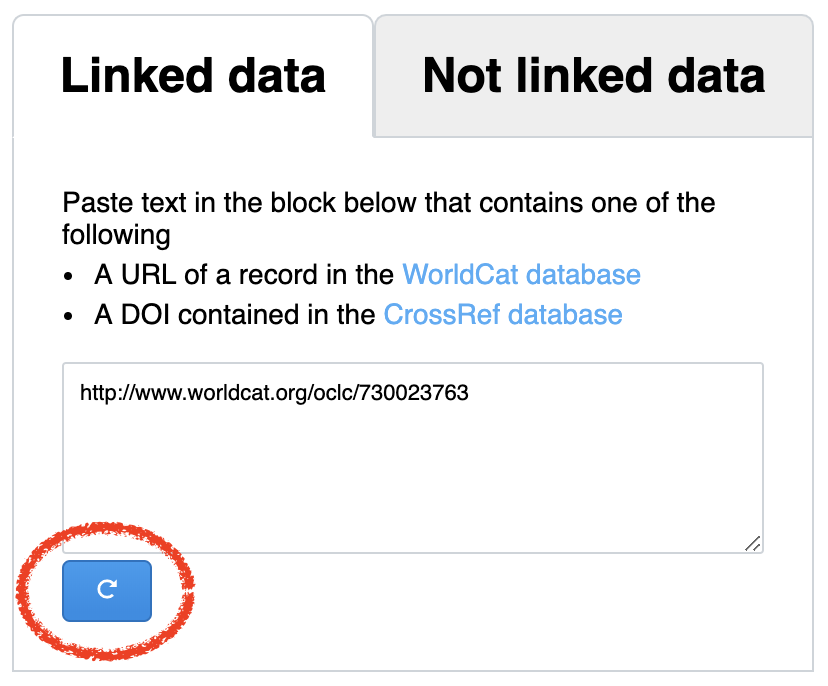 Linked data
Not linked data
Paste text in the block below that contains one of the
following
• A URL of a record in the WorldCat database
• A DOI contained in the CrossRef database
http://www.worldcat.org/oclc/730023763